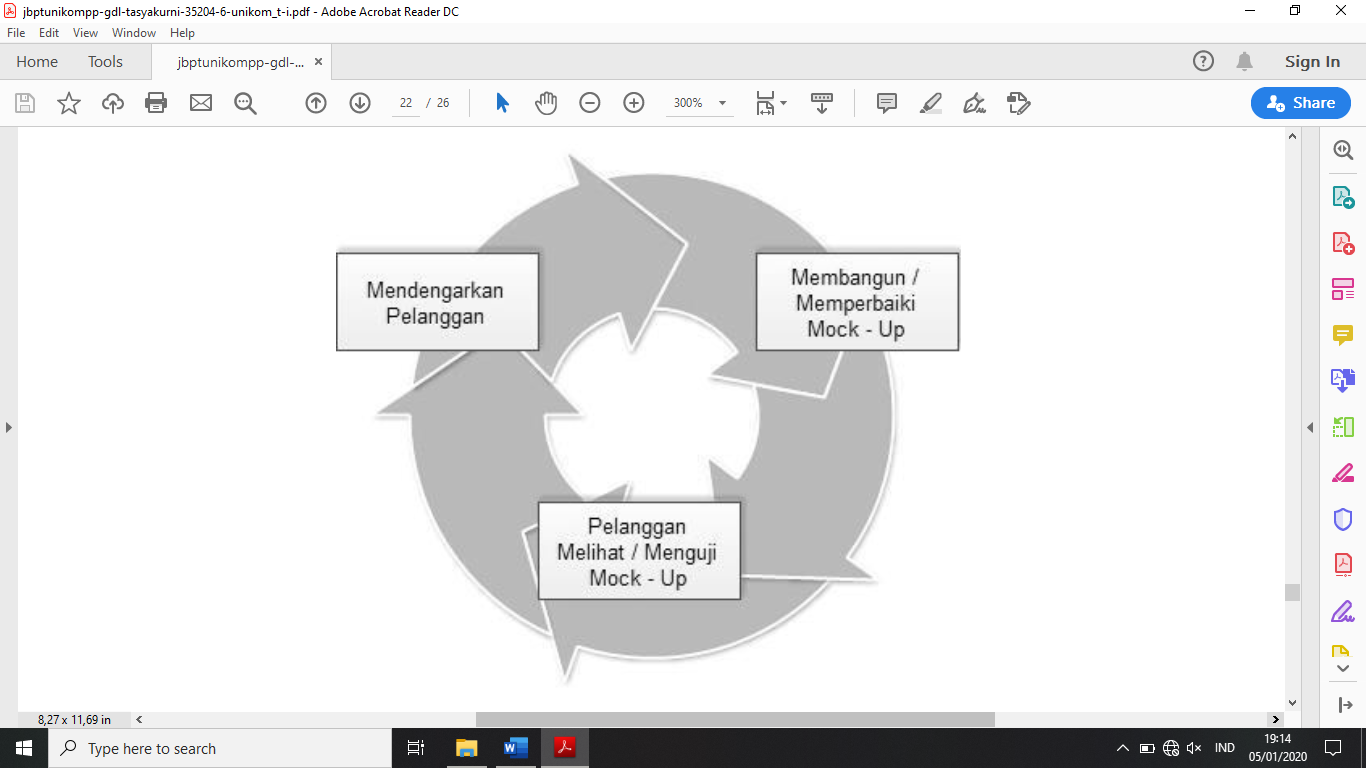 jbptunikompp-gdl-tasyakurni-35204-6-unikom_t-i.pdf - Adobe Acrobat Reader DC
File Edit View Window Help
Home Tools jbptunikompp-gdl-... ×
Sign In
22 / 26
300%
Share
Mendengarkan
Pelanggan
Membangun /
Memperbaiki
Mock - Up
Pelanggan
Melihat / Menguji
Mock - Up
8,27 x 11,69 in
Type here to search
IND
19:14
05/01/2020